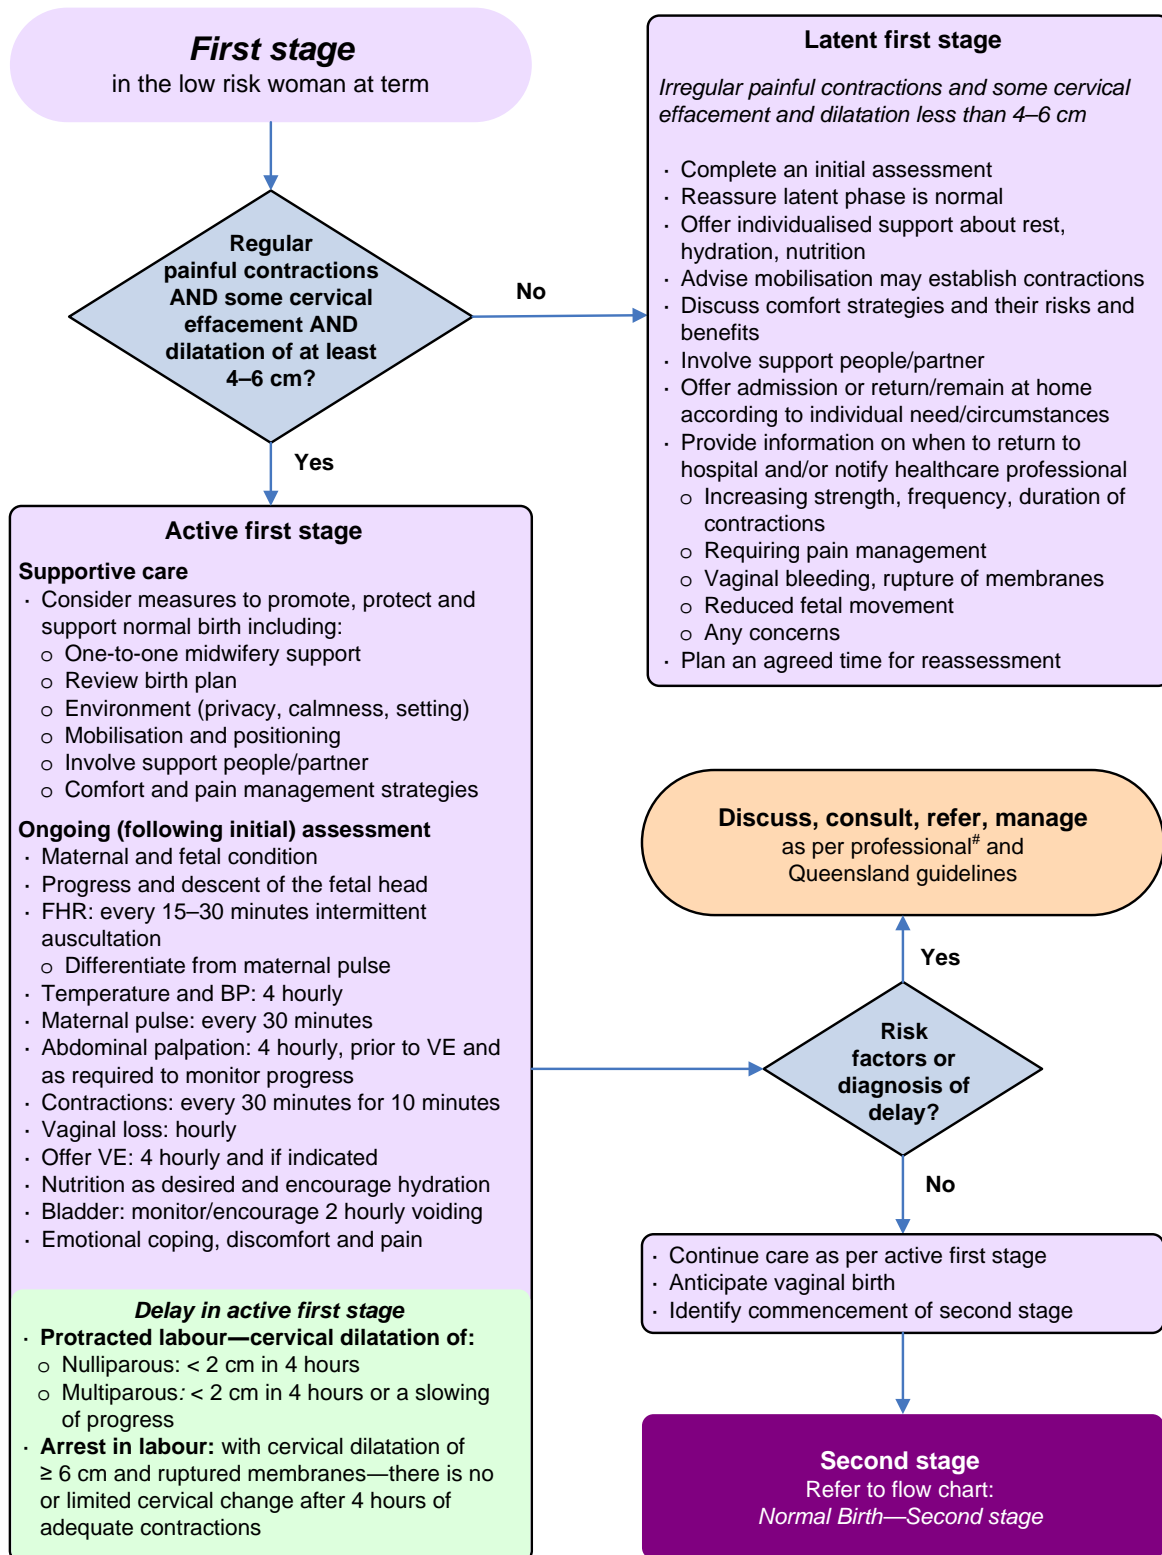 First stage
in the low risk woman at term
Regular
painful contractions
AND some cervical
effacement AND
dilatation of at least
4–6 cm?
No
Yes
Latent first stage
Irregular painful contractions and some cervical
effacement and dilatation less than 4–6 cm
· Complete an initial assessment
· Reassure latent phase is normal
· Offer individualised support about rest,
hydration, nutrition
· Advise mobilisation may establish contractions
· Discuss comfort strategies and their risks and
benefits
· Involve support people/partner
· Offer admission or return/remain at home
according to individual need/circumstances
· Provide information on when to return to
hospital and/or notify healthcare professional
o Increasing strength, frequency, duration of
contractions
o Requiring pain management
o Vaginal bleeding, rupture of membranes
o Reduced fetal movement
o Any concerns
· Plan an agreed time for reassessment
Active first stage
Supportive care
· Consider measures to promote, protect and
support normal birth including:
o One-to-one midwifery support
o Review birth plan
o Environment (privacy, calmness, setting)
o Mobilisation and positioning
o Involve support people/partner
o Comfort and pain management strategies
Ongoing (following initial) assessment
· Maternal and fetal condition
· Progress and descent of the fetal head
· FHR: every 15–30 minutes intermittent
auscultation
o Differentiate from maternal pulse
· Temperature and BP: 4 hourly
· Maternal pulse: every 30 minutes
· Abdominal palpation: 4 hourly, prior to VE and
as required to monitor progress
· Contractions: every 30 minutes for 10 minutes
· Vaginal loss: hourly
· Offer VE: 4 hourly and if indicated
· Nutrition as desired and encourage hydration
· Bladder: monitor/encourage 2 hourly voiding
· Emotional coping, discomfort and pain
Delay in active first stage
· Protracted labour—cervical dilatation of:
o Nulliparous: < 2 cm in 4 hours
o Multiparous: < 2 cm in 4 hours or a slowing
of progress
· Arrest in labour: with cervical dilatation of
≥ 6 cm and ruptured membranes—there is no
or limited cervical change after 4 hours of
adequate contractions
Discuss, consult, refer, manage
as per professional# and
Queensland guidelines
Yes
Risk
factors or
diagnosis of
delay?
No
· Continue care as per active first stage
· Anticipate vaginal birth
· Identify commencement of second stage
Second stage
Refer to flow chart:
Normal Birth—Second stage